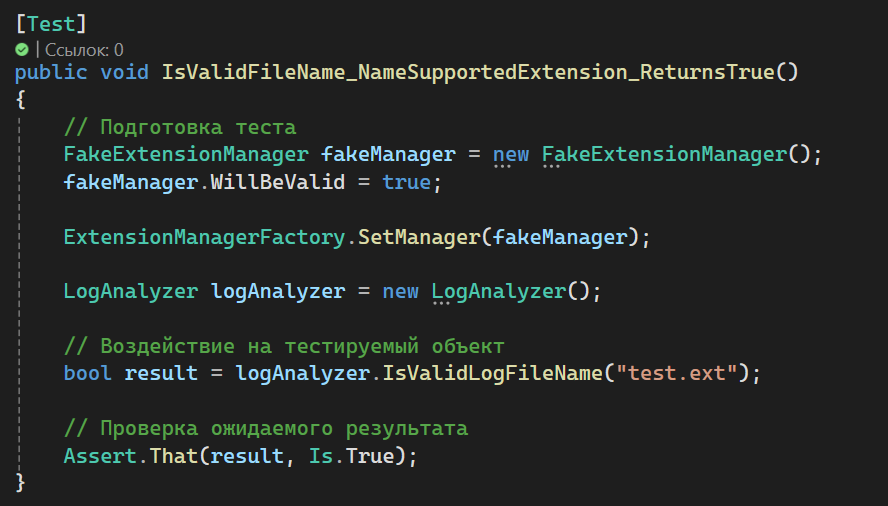 [Test]
| Ссылок: 0
public void IsValidFileName_NameSupportedExtension_ReturnsTrue()
{
// Подготовка теста
FakeExtensionManager fakeManager = new FakeExtensionManager();
fakeManager.WillBeValid = true;
ExtensionManagerFactory.SetManager(fakeManager);
LogAnalyzer logAnalyzer = new LogAnalyzer();
// Воздействие на тестируемый объект
bool result = logAnalyzer.IsValidLogFileName("test.ext");
// Проверка ожидаемого результата
Assert.That(result, Is.True);
}